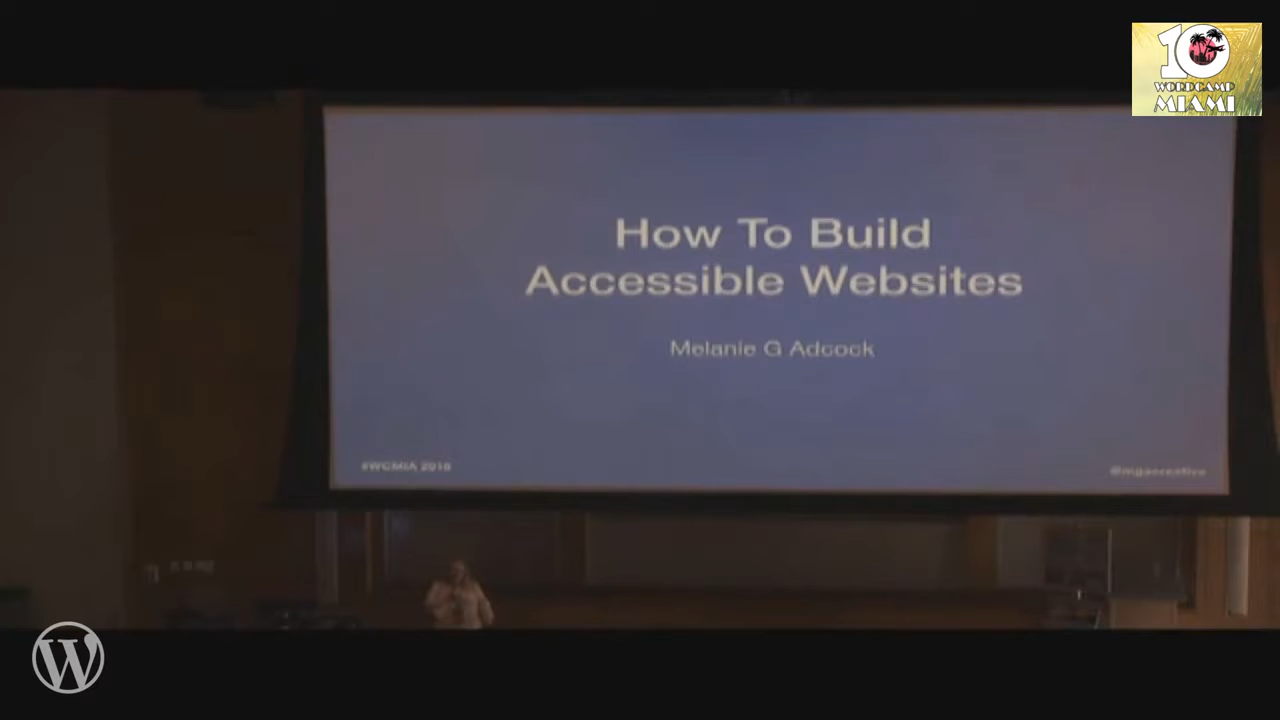 10
WORDCAMP
MIAMI
How To Build
Accessible Websites
Melanie G Adcock
#WCMIA 2018
@mgacreative
W